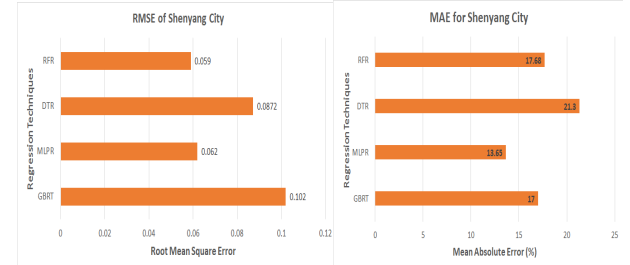 RMSE of Shenyang City
Regression Techniques
RFR
0.059
DTR
0.0872
MLPR
0.062
GBRT
0.102
0 0.02 0.04 0.06 0.08 0.1 0.12
Root Mean Square Error
MAE for Shenyang City
Regression Techniques
RFR
17.68
DTR
21.3
MLPR
13.65
GBRT
17
0 5 10 15 20 25
Mean Absolute Error (%)